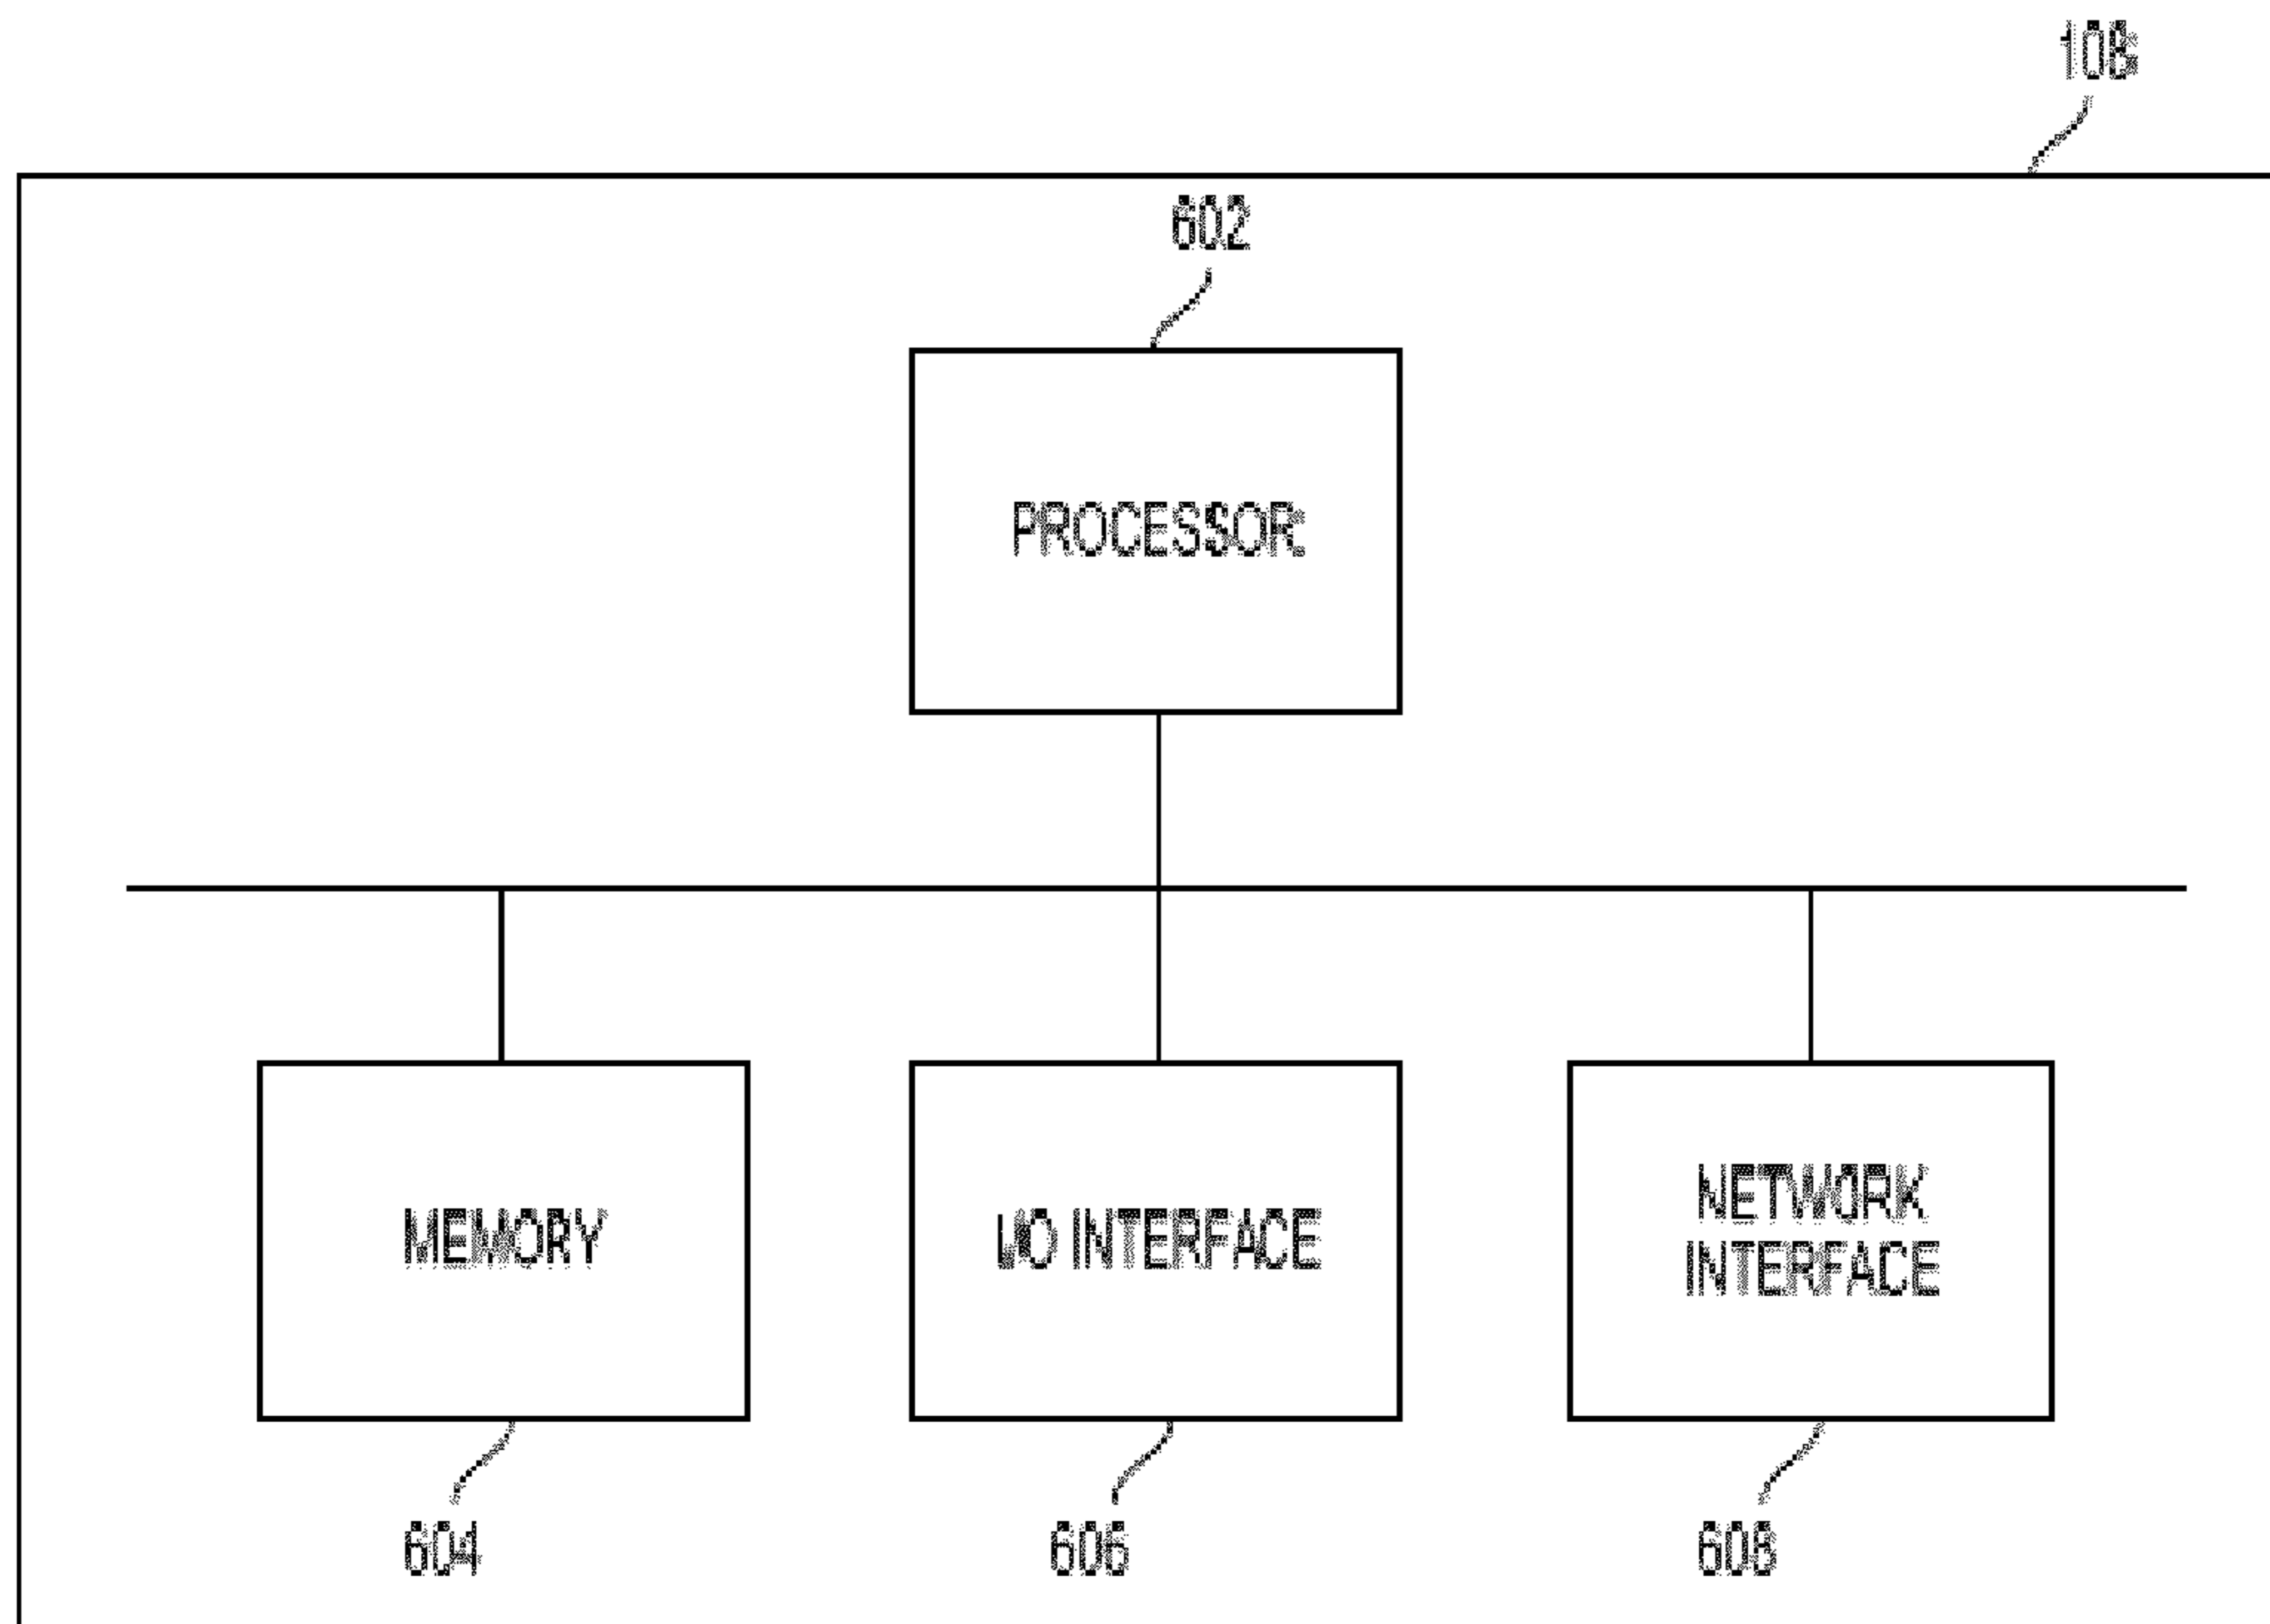 108
602
PROCESSOR
MEMORY
I/O INTERFACE
NETWORK
INTERFACE
604
606
608